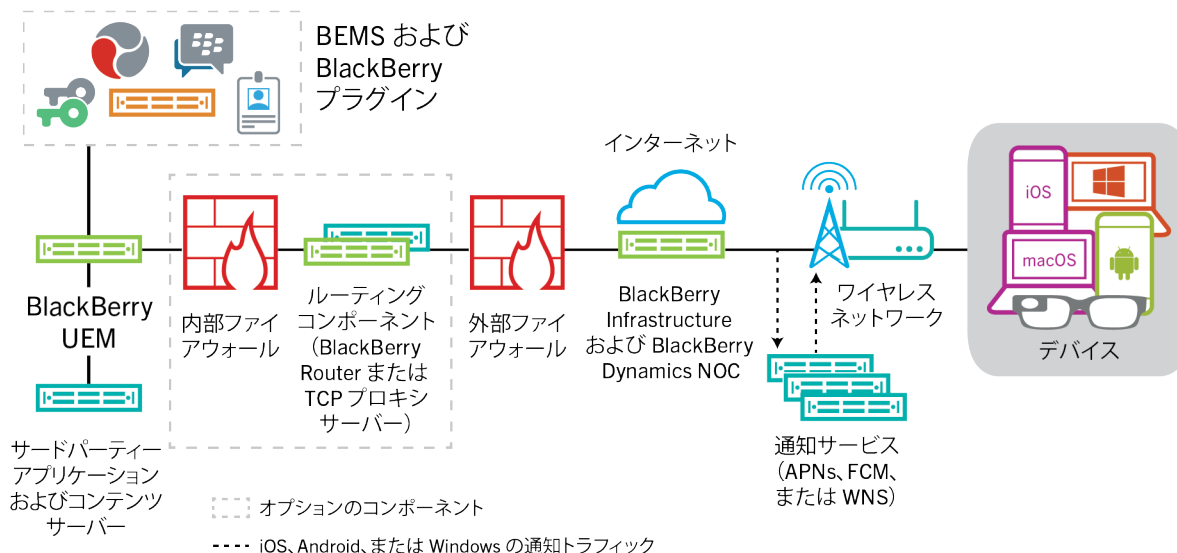 BEMS および
BlackBerry
プラグイン
インターネット
iOS
macOS
BlackBerry
UEM
内部ファイ
アウォール
ルーティング
コンポーネント
(BlackBerry
Router または
TCP プロキシ
サーバー)
外部ファイ
アウォール
BlackBerry
Infrastructure
および BlackBerry
Dynamics NOC
ワイヤレス
ネットワーク
デバイス
サードパーティー
アプリケーション
およびコンテンツ
サーバー
通知サービス
(APNs、FCM、
または WNS)
オプションのコンポーネント
iOS、Android、または Windows の通知トラフィック